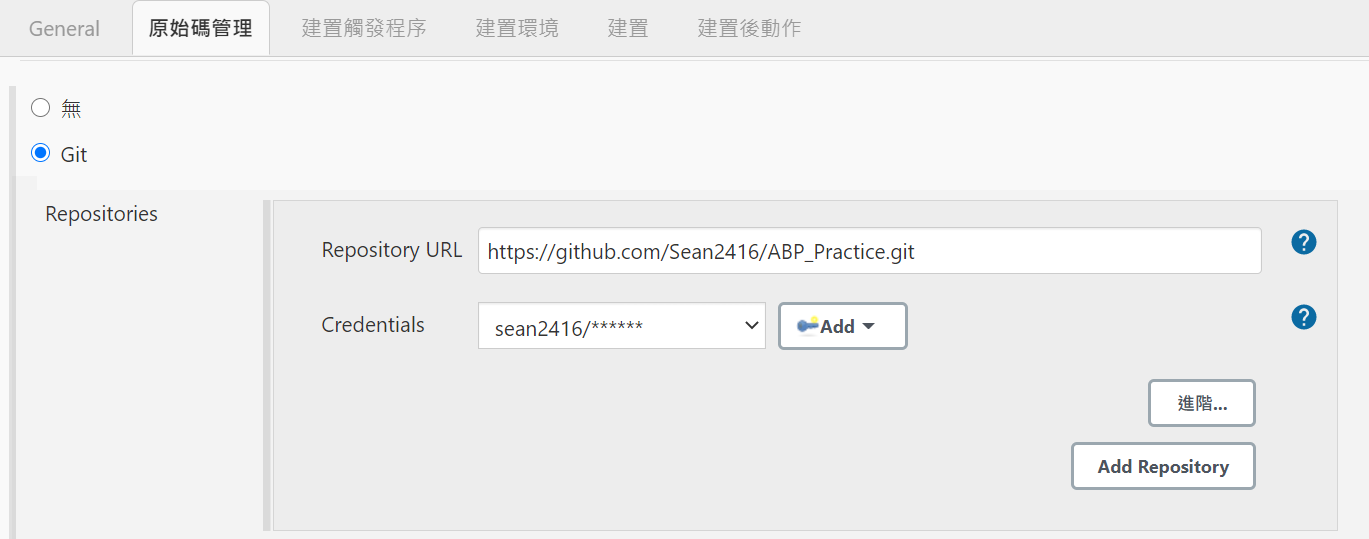 General 原始碼管理 建置觸發程序 建置環境 建置 建置後動作
無
Git
Repositories
Repository URL https://github.com/Sean2416/ABP_Practice.git ?
Credentials sean2416/****** Add ?
進階...
Add Repository